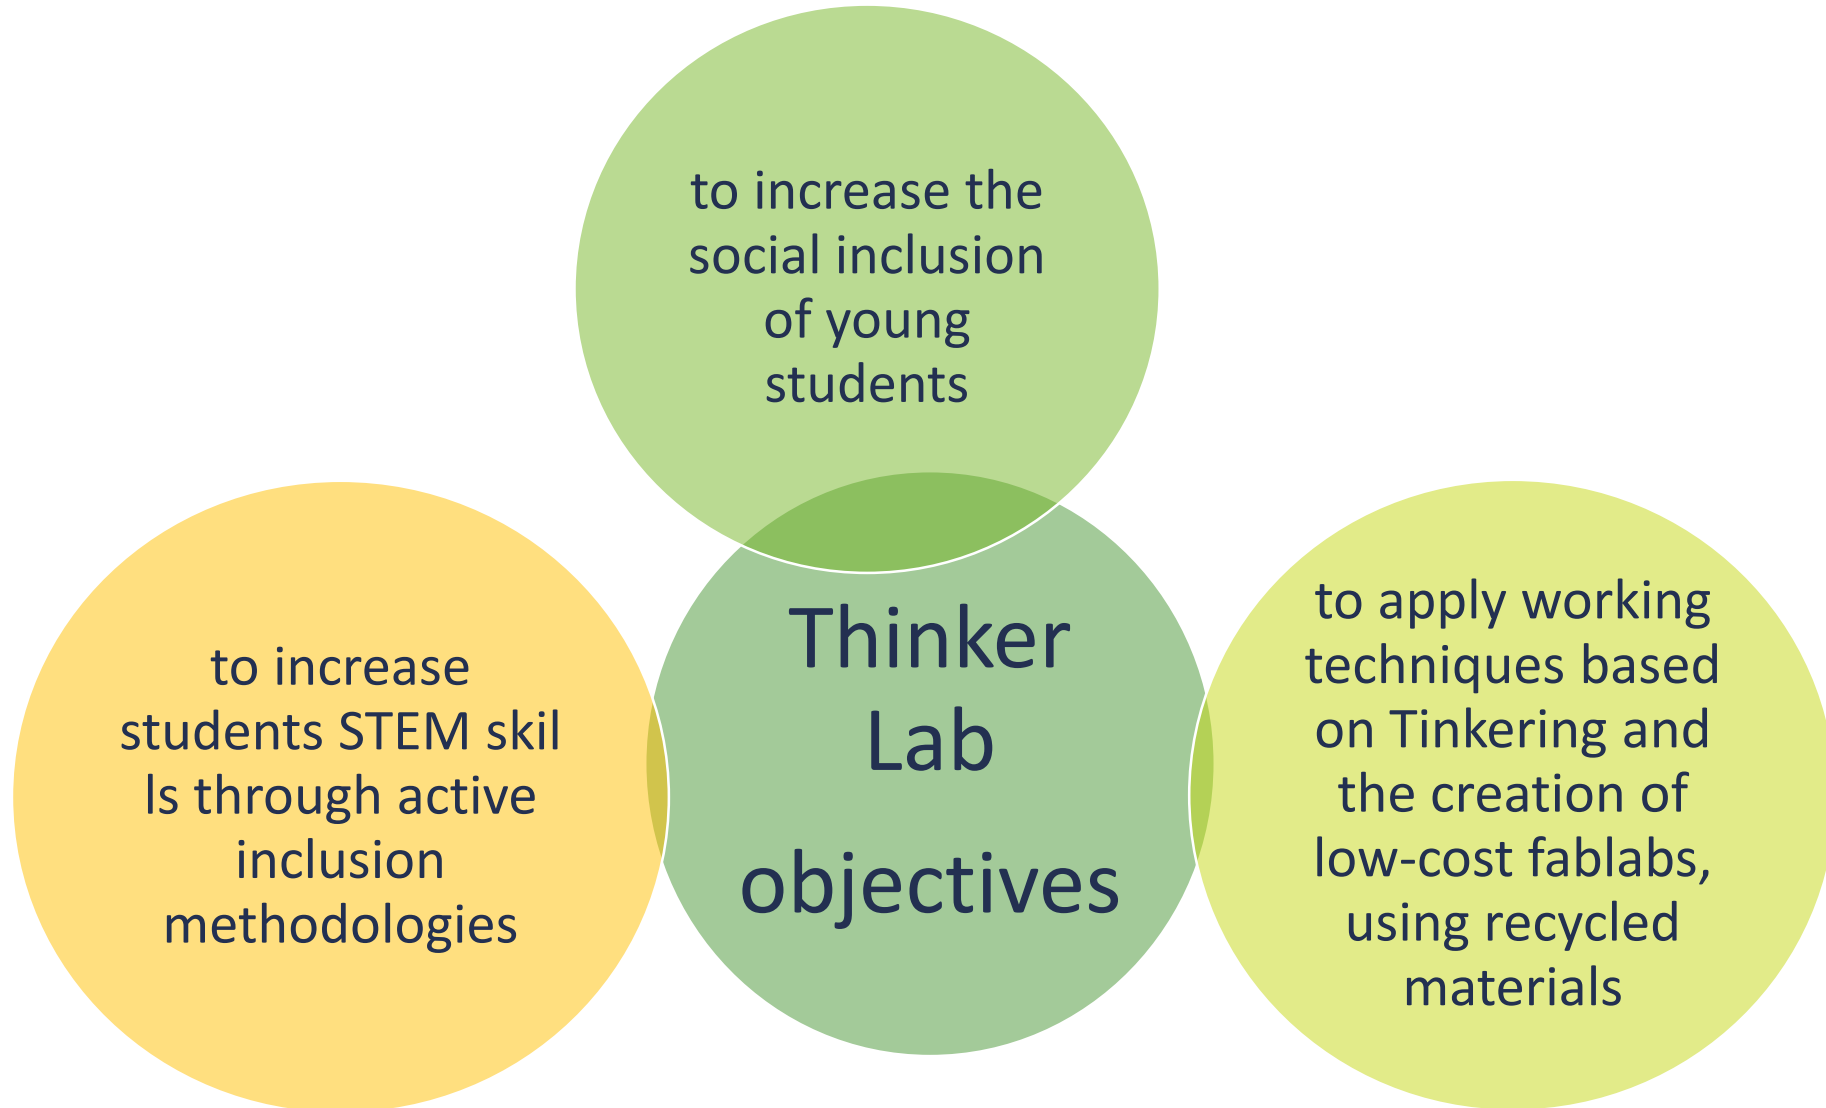 to increase the
social inclusion
of young
students
to increase
students STEM skil
ls through active
inclusion
methodologies
Thinker
Lab
objectives
to apply working
techniques based
on Tinkering and
the creation of
low-cost fablabs,
using recycled
materials